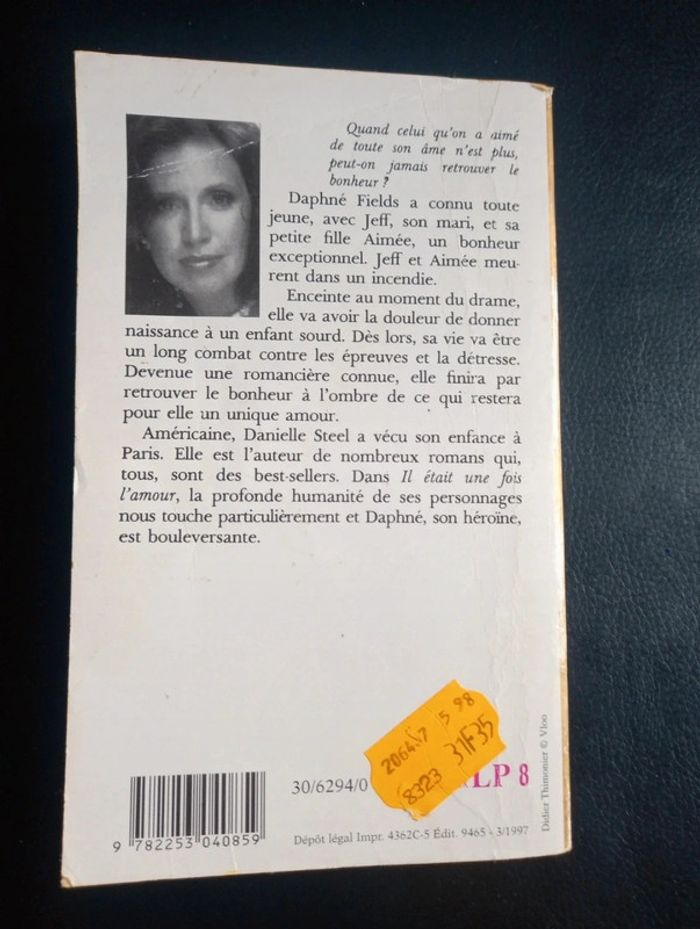 Quand celui qu'on a aimé
de toute son âme n'est plus,
peut-on jamais retrouver le
bonheur ?
Daphné Fields a connu toute
jeune, avec Jeff, son mari, et sa
petite fille Aimée, un bonheur
exceptionnel. Jeff et Aimée meu-
rent dans un incendie.
Enceinte au moment du drame,
elle va avoir la douleur de donner
naissance à un enfant sourd. Dès lors, sa vie va être
un long combat contre les épreuves et la détresse.
Devenue une romancière connue, elle finira par
retrouver le bonheur à l'ombre de ce qui restera
pour elle un unique amour.
Américaine, Danielle Steel a vécu son enfance à
Paris. Elle est l'auteur de nombreux romans qui,
tous, sont des best-sellers. Dans Il était une fois
l'amour, la profonde humanité de ses personnages
nous touche particulièrement et Daphné, son héroïne,
est bouleversante.
5 98
8323 31F35
30/6294/0
LP 8
9 782253 040859
Dépôt légal Impr. 4362C-5 Édit. 9465 - 3/1997
Didier Thimonier © Vloo